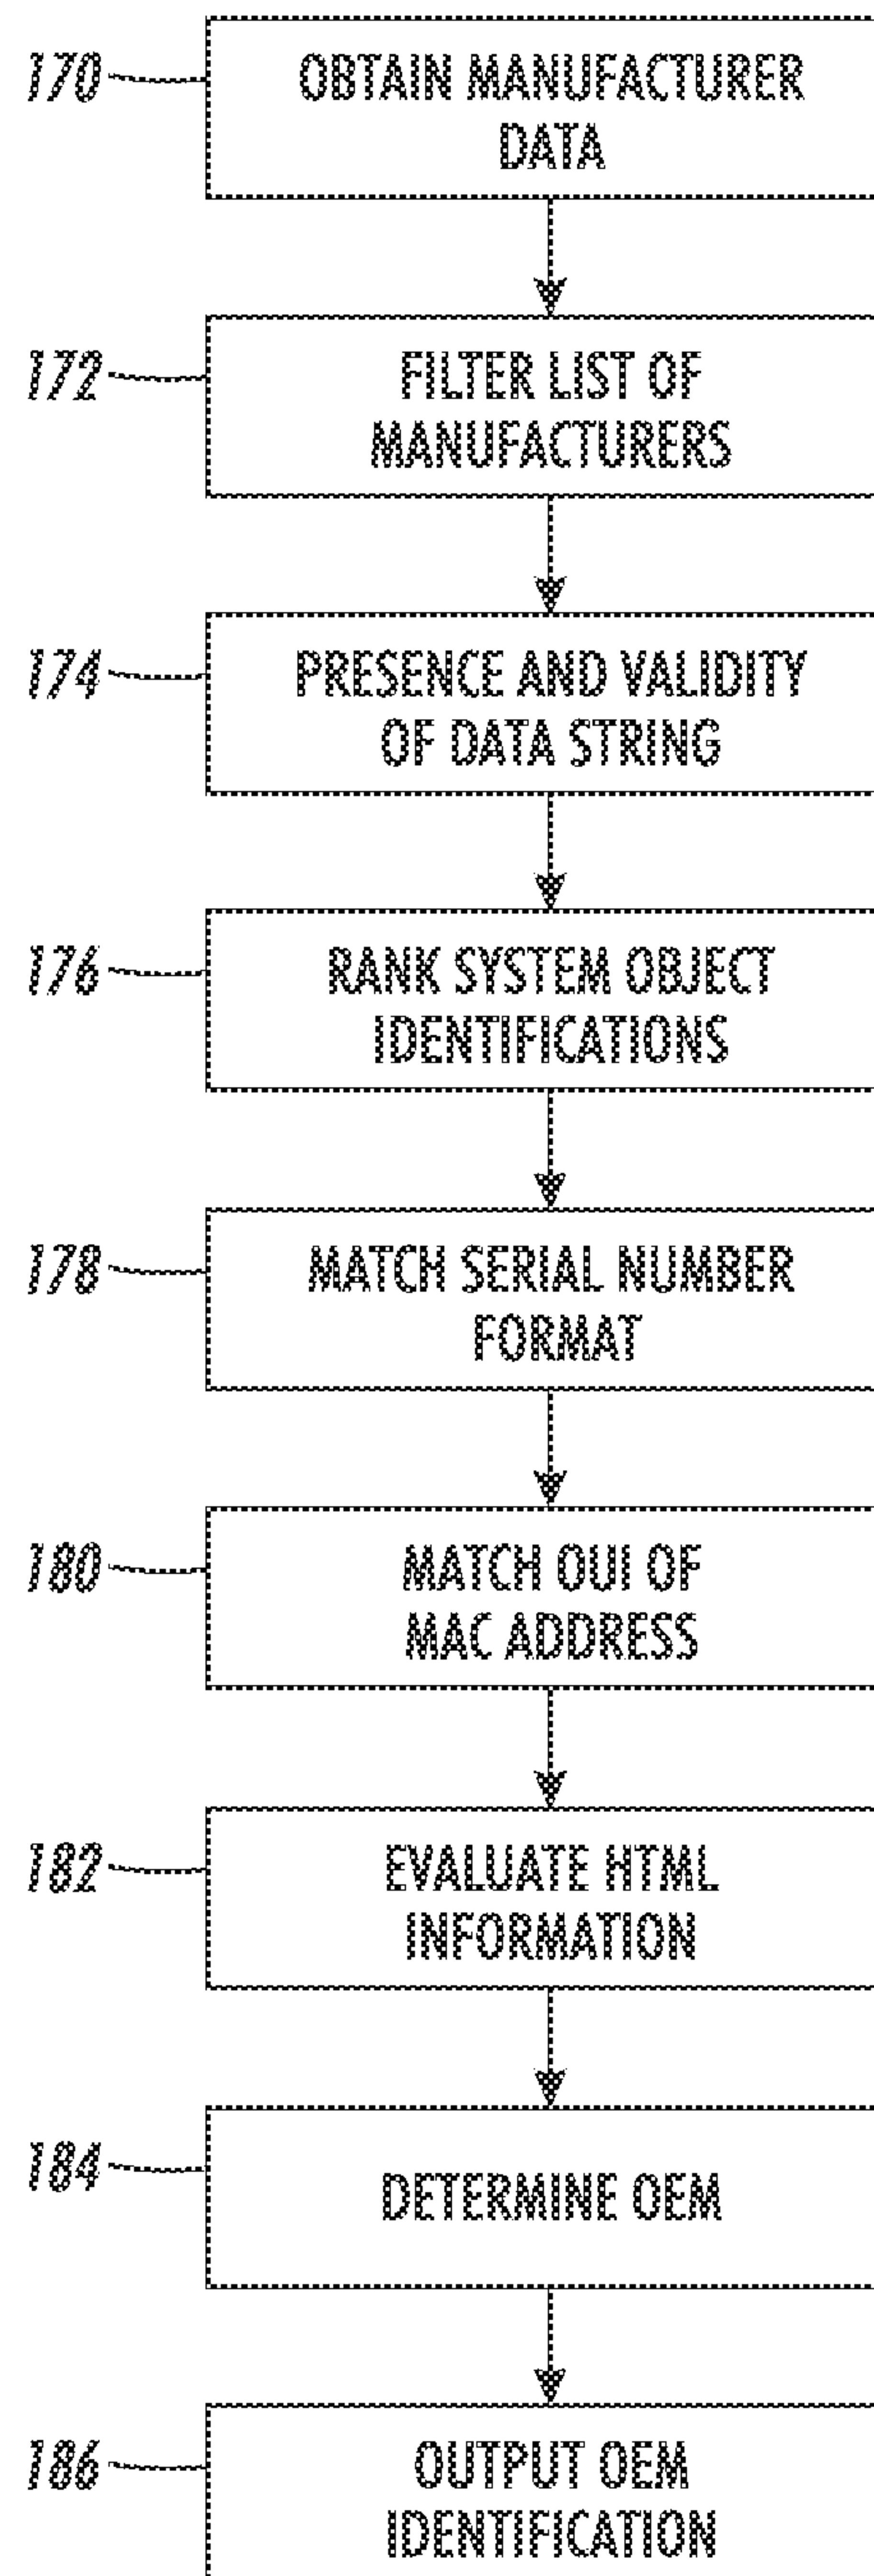 170
OBTAIN MANUFACTURER
DATA
172
FILTER LIST OF
MANUFACTURERS
174
PRESENCE AND VALIDITY
OF DATA STRING
176
RANK SYSTEM OBJECT
IDENTIFICATIONS
178
MATCH SERIAL NUMBER
FORMAT
180
MATCH OUI OF
MAC ADDRESS
182
EVALUATE HTML
INFORMATION
184
DETERMINE OEM
186
OUTPUT OEM
IDENTIFICATION